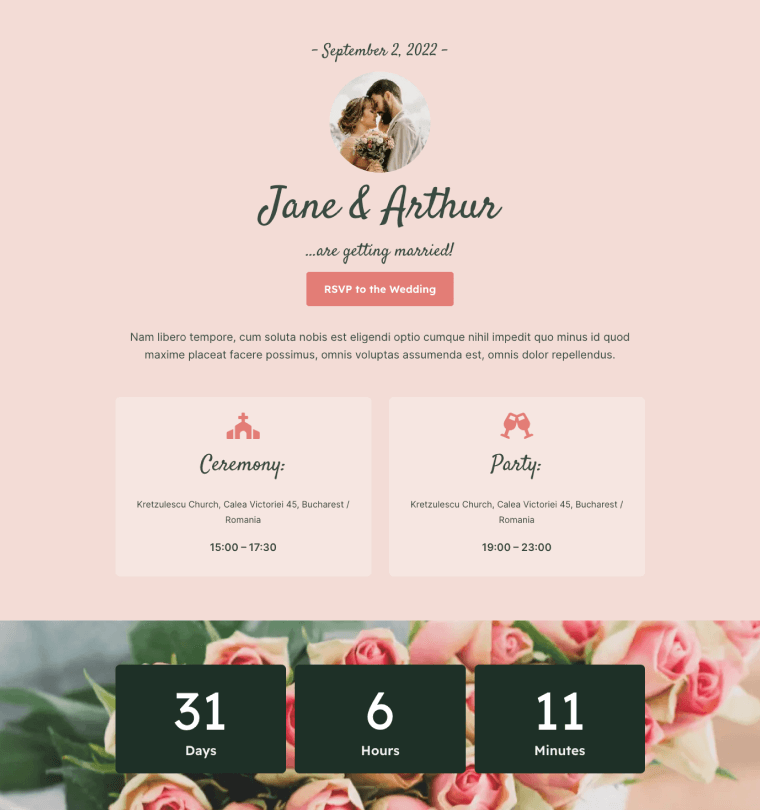 – September 2, 2022 –
Jane & Arthur
...are getting married!
RSVP to the Wedding
Nam libero tempore, cum soluta nobis est eligendi optio cumque nihil impedit quo minus id quod
maxime placeat facere possimus, omnis voluptas assumenda est, omnis dolor repellendus.
Ceremony:
Kretzulescu Church, Calea Victoriei 45, Bucharest /
Romania
15:00 – 17:30
Party:
Kretzulescu Church, Calea Victoriei 45, Bucharest /
Romania
19:00 – 23:00
31
Days
6
Hours
11
Minutes